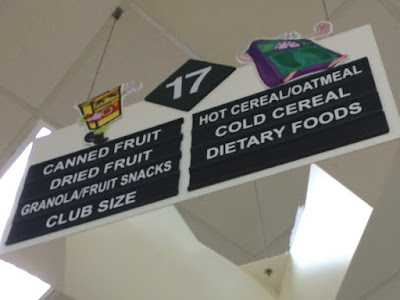 17
CANNED FRUIT
DRIED FRUIT
GRANOLA/FRUIT SNACKS
CLUB SIZE
HOT CEREAL/OATMEAL
COLD CEREAL
DIETARY FOODS